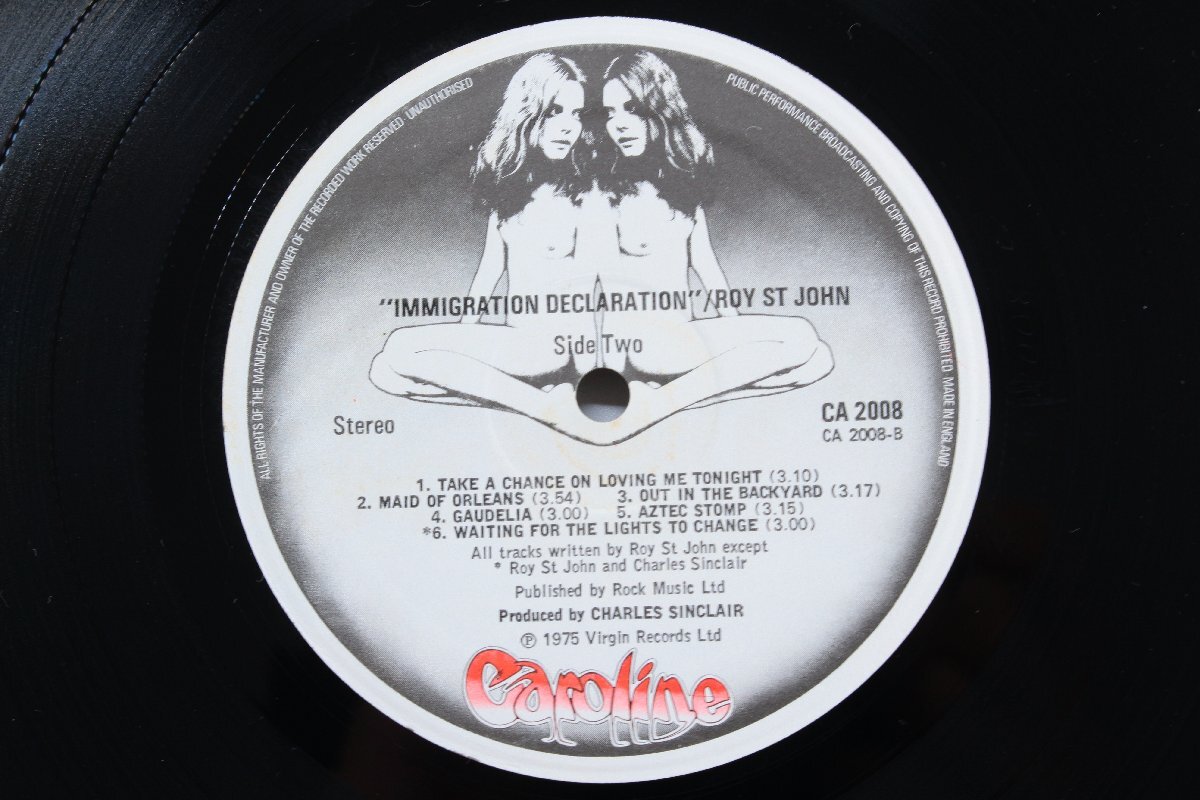 ALL RIGHTS OF THE MANUFACTURER AND OWNER OF THE RECORDED WORK RESERVED · UNAUTHORISED
PUBLIC PERFORMANCE BROADCASTING AND COPYING OF THIS RECORD PROHIBITED MADE IN ENGLAND
"IMMIGRATION DECLARATION"/ROY ST JOHN
Side Two
Stereo
CA 2008
CA 2008-B
1. TAKE A CHANCE ON LOVING ME TONIGHT (3.10)
2. MAID OF ORLEANS (3.54) 3. OUT IN THE BACKYARD (3.17)
4. GAUDELIA (3.00) 5. AZTEC STOMP (3.15)
*6. WAITING FOR THE LIGHTS TO CHANGE (3.00)
All tracks written by Roy St John except
* Roy St John and Charles Sinclair
Published by Rock Music Ltd
Produced by CHARLES SINCLAIR
℗ 1975 Virgin Records Ltd
Caroline